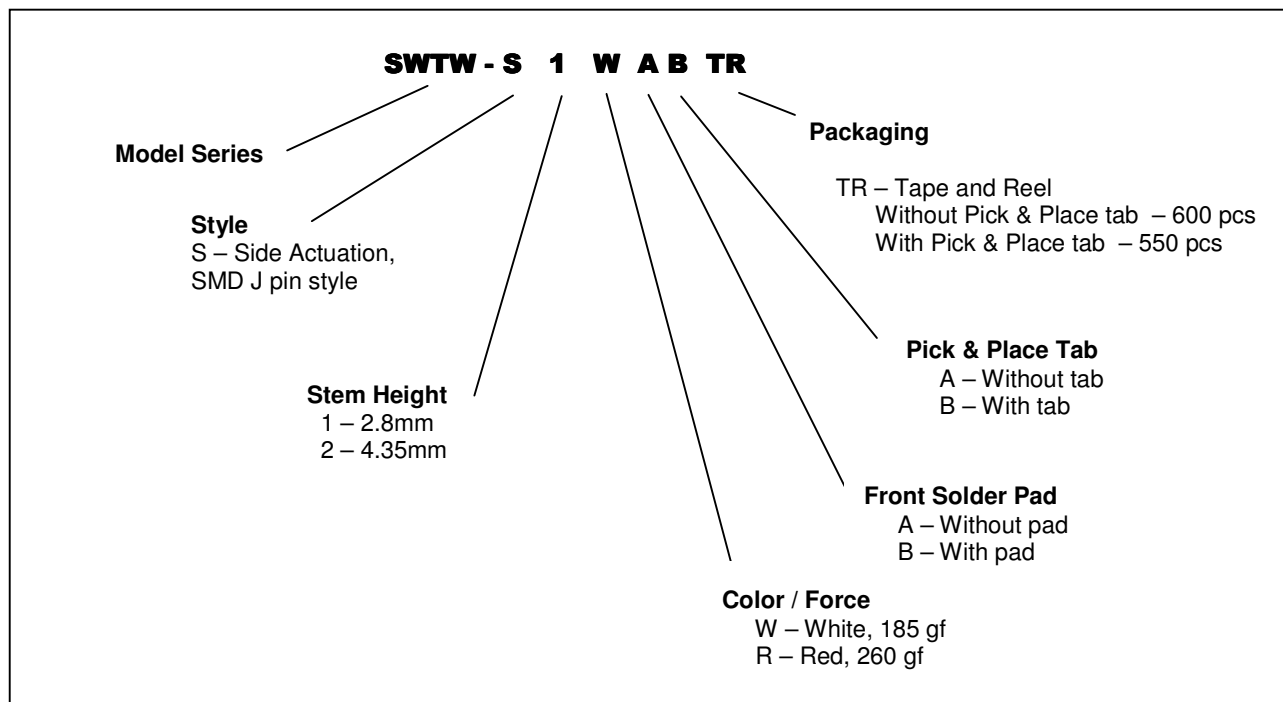 SWTW - S 1 W A B TR
Model Series
Style
S – Side Actuation,
SMD J pin style
Stem Height
1 – 2.8mm
2 – 4.35mm
Packaging
TR – Tape and Reel
Without Pick & Place tab – 600 pcs
With Pick & Place tab – 550 pcs
Pick & Place Tab
A – Without tab
B – With tab
Front Solder Pad
A – Without pad
B – With pad
Color / Force
W – White, 185 gf
R – Red, 260 gf